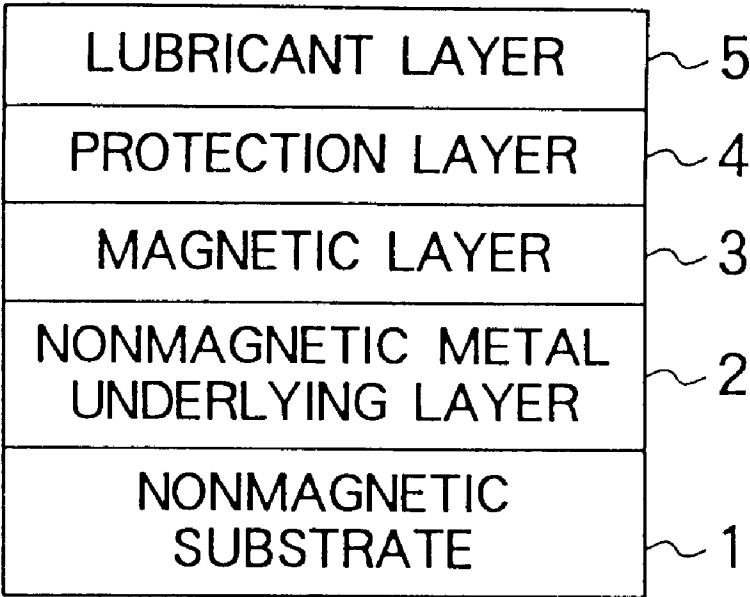 LUBRICANT LAYER 5
PROTECTION LAYER 4
MAGNETIC LAYER 3
NONMAGNETIC METAL
UNDERLYING LAYER 2
NONMAGNETIC
SUBSTRATE 1